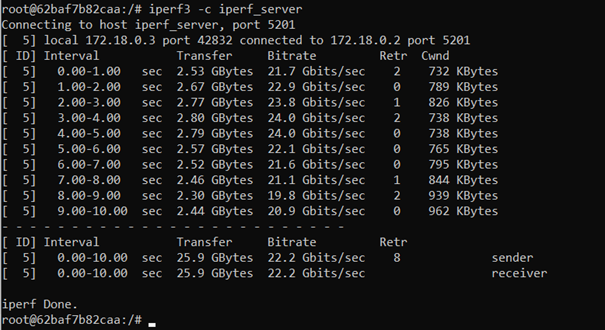 root@62baf7b82caa:/# iperf3 -c iperf_server
Connecting to host iperf_server, port 5201
[  5] local 172.18.0.3 port 42832 connected to 172.18.0.2 port 5201
[ ID] Interval           Transfer     Bitrate         Retr  Cwnd
[  5]   0.00-1.00   sec  2.53 GBytes  21.7 Gbits/sec    2    732 KBytes
[  5]   1.00-2.00   sec  2.67 GBytes  22.9 Gbits/sec    0    789 KBytes
[  5]   2.00-3.00   sec  2.77 GBytes  23.8 Gbits/sec    1    826 KBytes
[  5]   3.00-4.00   sec  2.80 GBytes  24.0 Gbits/sec    2    738 KBytes
[  5]   4.00-5.00   sec  2.79 GBytes  24.0 Gbits/sec    0    738 KBytes
[  5]   5.00-6.00   sec  2.57 GBytes  22.1 Gbits/sec    0    765 KBytes
[  5]   6.00-7.00   sec  2.52 GBytes  21.6 Gbits/sec    0    795 KBytes
[  5]   7.00-8.00   sec  2.46 GBytes  21.1 Gbits/sec    1    844 KBytes
[  5]   8.00-9.00   sec  2.30 GBytes  19.8 Gbits/sec    2    939 KBytes
[  5]   9.00-10.00  sec  2.44 GBytes  20.9 Gbits/sec    0    962 KBytes
- - - - - - - - - - - - - - - - - - - - - - - - -
[ ID] Interval           Transfer     Bitrate         Retr
[  5]   0.00-10.00  sec  25.9 GBytes  22.2 Gbits/sec    8             sender
[  5]   0.00-10.00  sec  25.9 GBytes  22.2 Gbits/sec                  receiver
iperf Done.
root@62baf7b82caa:/#